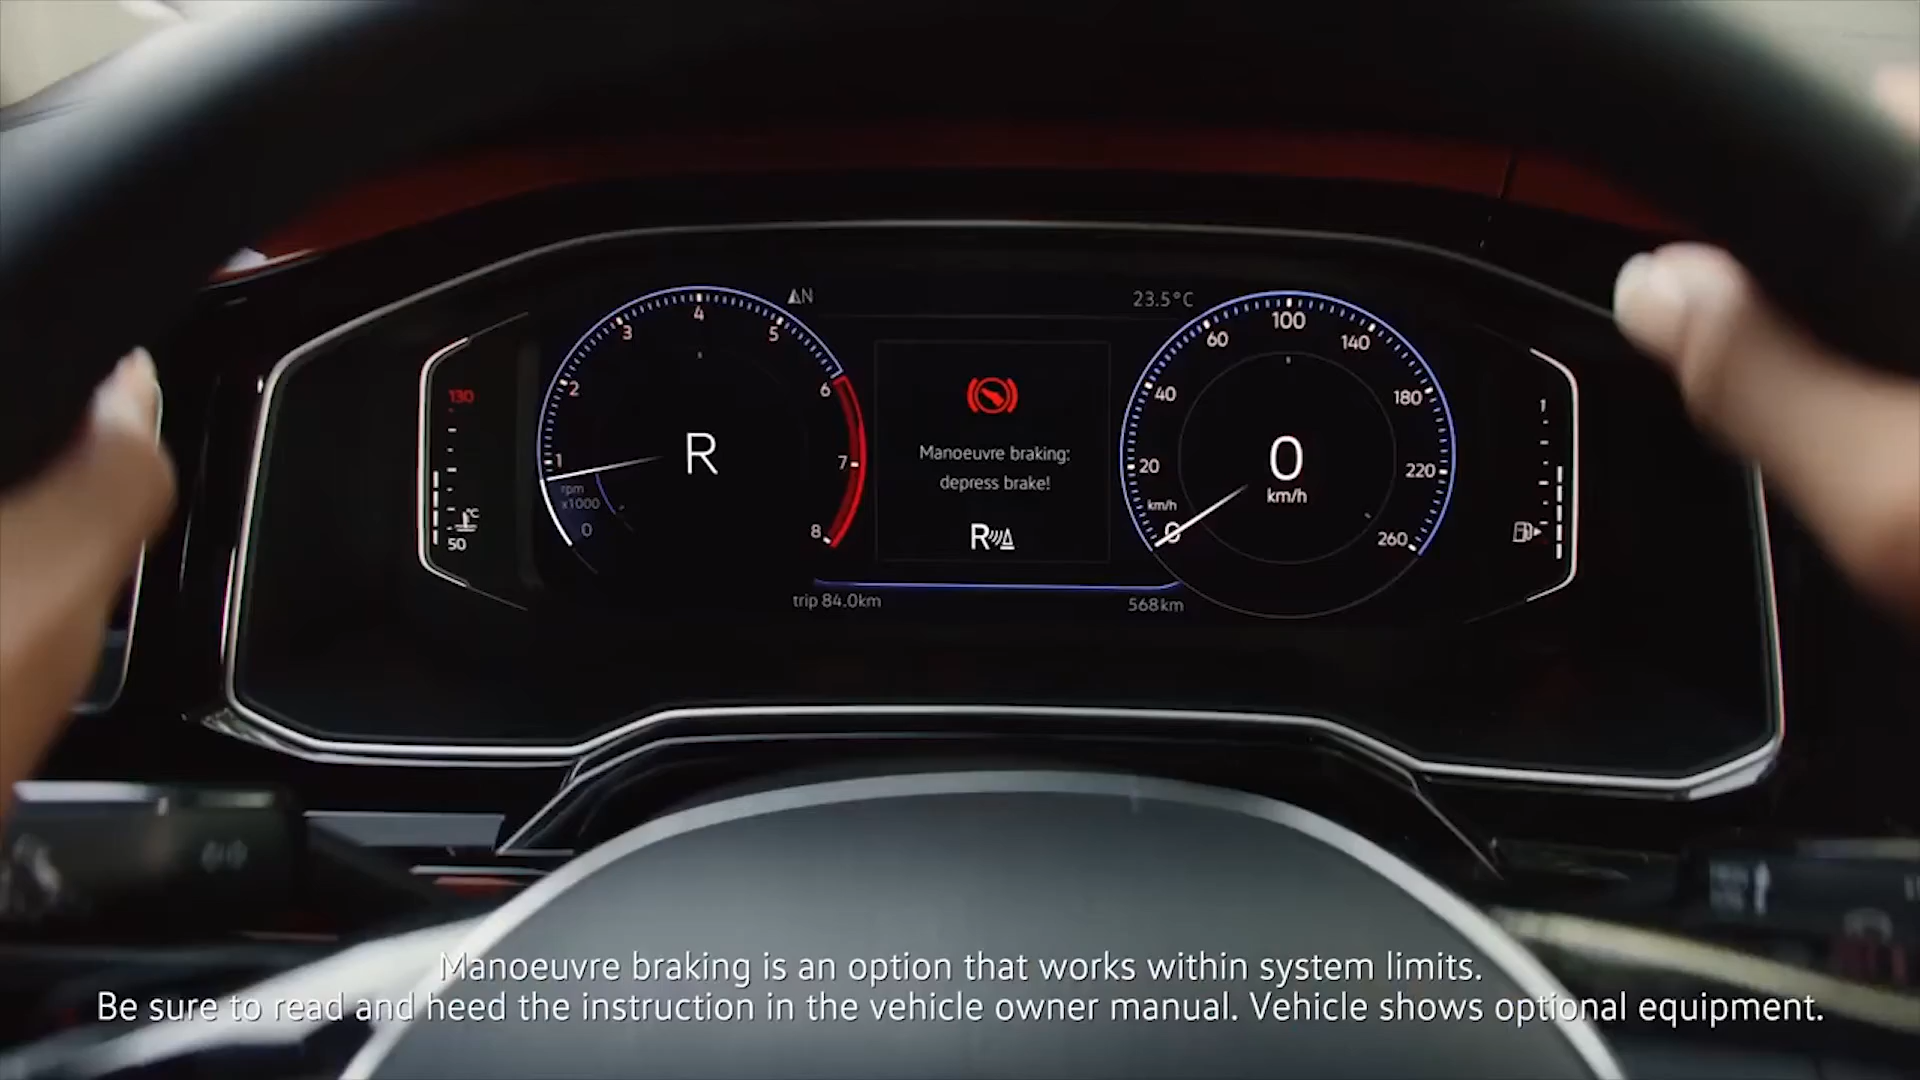 N
23.5°C
130
50
°C
1
2
3
4
5
6
7
8
0
rpm
x1000
R
Manoeuvre braking:
depress brake!
R
trip 84.0km
568km
0
20
40
60
100
140
180
220
260
km/h
0
km/h
1
Manoeuvre braking is an option that works within system limits.
Be sure to read and heed the instruction in the vehicle owner manual. Vehicle shows optional equipment.